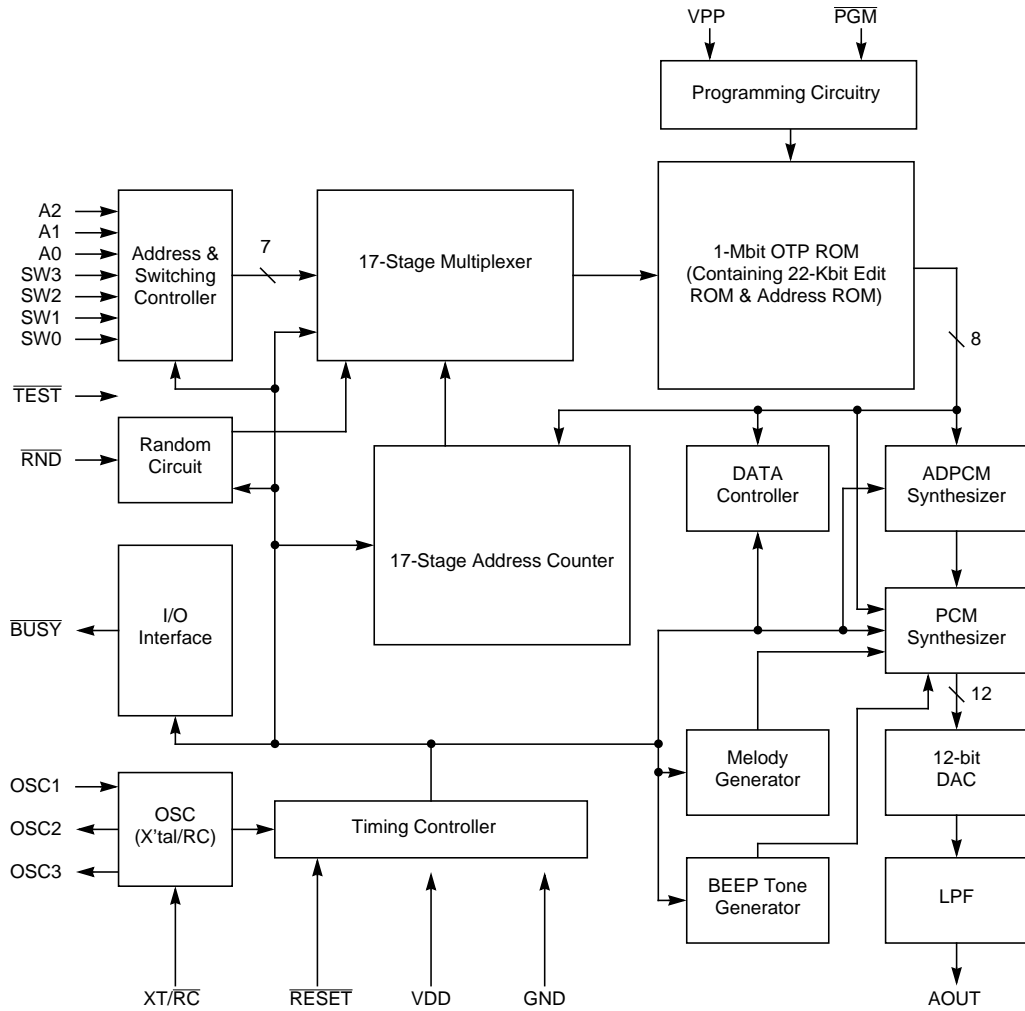 VPP
PGM
Programming Circuitry
A2
A1
A0
SW3
SW2
SW1
SW0
Address &
Switching
Controller
7
17-Stage Multiplexer
1-Mbit OTP ROM
(Containing 22-Kbit Edit
ROM & Address ROM)
8
TEST
RND
Random
Circuit
17-Stage Address Counter
DATA
Controller
ADPCM
Synthesizer
BUSY
I/O
Interface
PCM
Synthesizer
12
OSC1
OSC2
OSC3
OSC
(X'tal/RC)
Timing Controller
Melody
Generator
12-bit
DAC
BEEP Tone
Generator
LPF
XT/RC
RESET
VDD
GND
AOUT